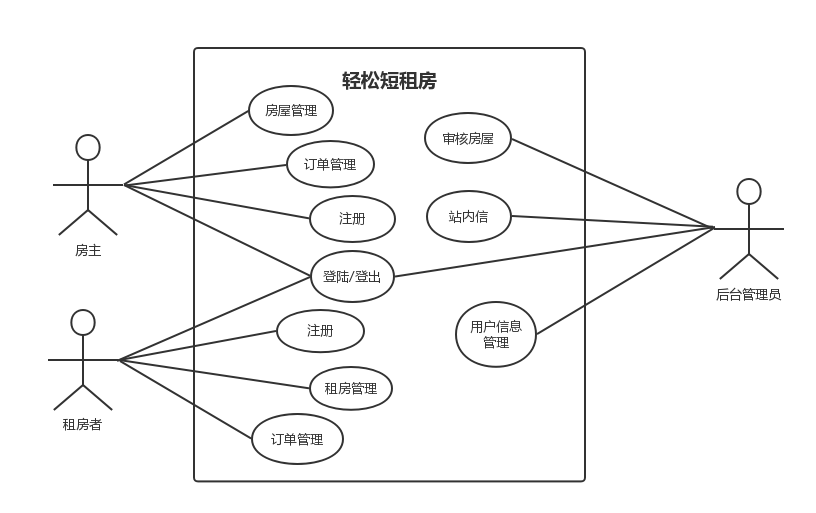 轻松短租房
房屋管理
订单管理
注册
登陆/登出
注册
租房管理
订单管理
审核房屋
站内信
用户信息
管理
房主
租房者
后台管理员